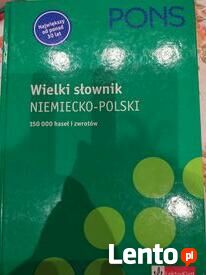 PONS
Największy
od ponad
30 lat
Wielki słownik
NIEMIECKO-POLSKI
150 000 haseł i zwrotów
Lento.pl